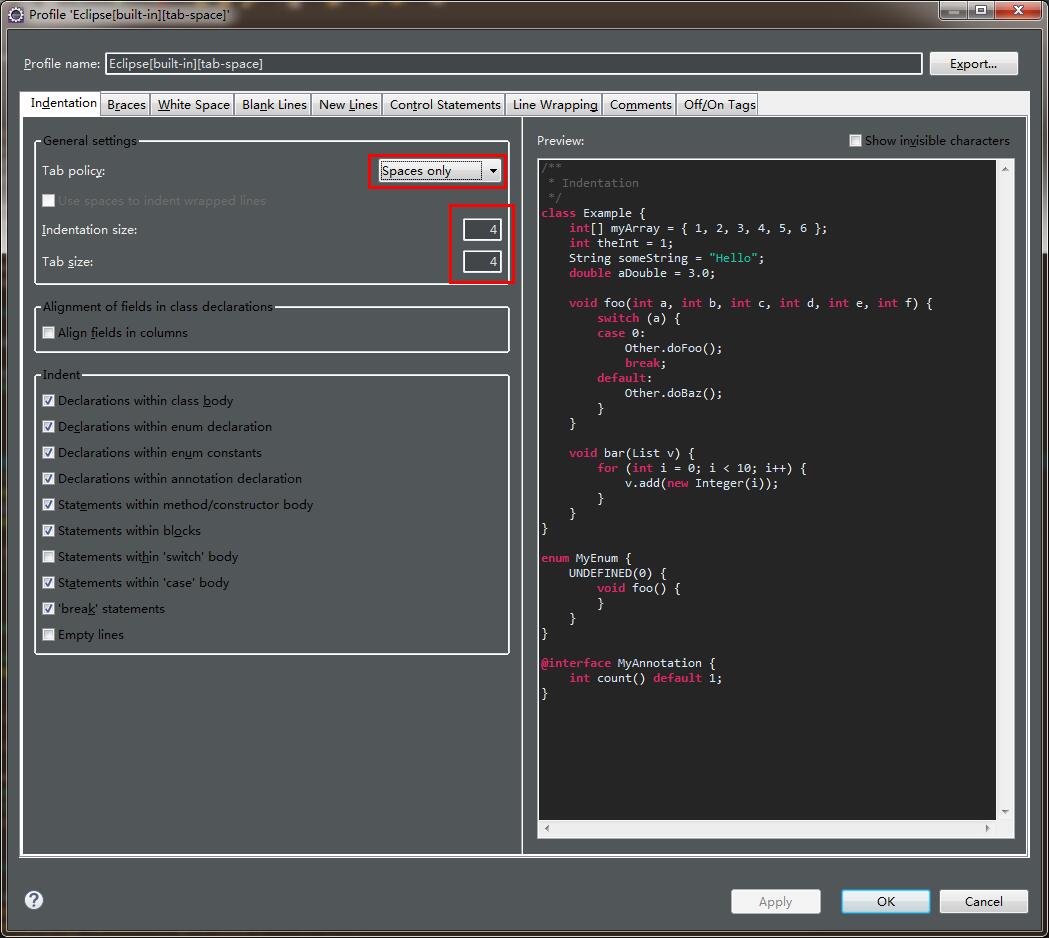 Profile 'Eclipse[built-in][tab-space]'
Profile name: Eclipse[built-in][tab-space] Export...
Indentation Braces White Space Blank Lines New Lines Control Statements Line Wrapping Comments Off/On Tags
General settings
Tab policy: Spaces only
Use spaces to indent wrapped lines
Indentation size: 4
Tab size: 4
Alignment of fields in class declarations
Align fields in columns
Indent
Declarations within class body
Declarations within enum declaration
Declarations within enum constants
Declarations within annotation declaration
Statements within method/constructor body
Statements within blocks
Statements within 'switch' body
Statements within 'case' body
'break' statements
Empty lines
Preview: Show invisible characters
/**
 * Indentation
 */
class Example {
    int[] myArray = { 1, 2, 3, 4, 5, 6 };
    int theInt = 1;
    String someString = "Hello";
    double aDouble = 3.0;
    void foo(int a, int b, int c, int d, int e, int f) {
        switch (a) {
        case 0:
            Other.doFoo();
            break;
        default:
            Other.doBaz();
        }
    }
    void bar(List v) {
        for (int i = 0; i < 10; i++) {
            v.add(new Integer(i));
        }
    }
}
enum MyEnum {
    UNDEFINED(0) {
        void foo() {
        }
    }
}
@interface MyAnnotation {
    int count() default 1;
}
? Apply OK Cancel